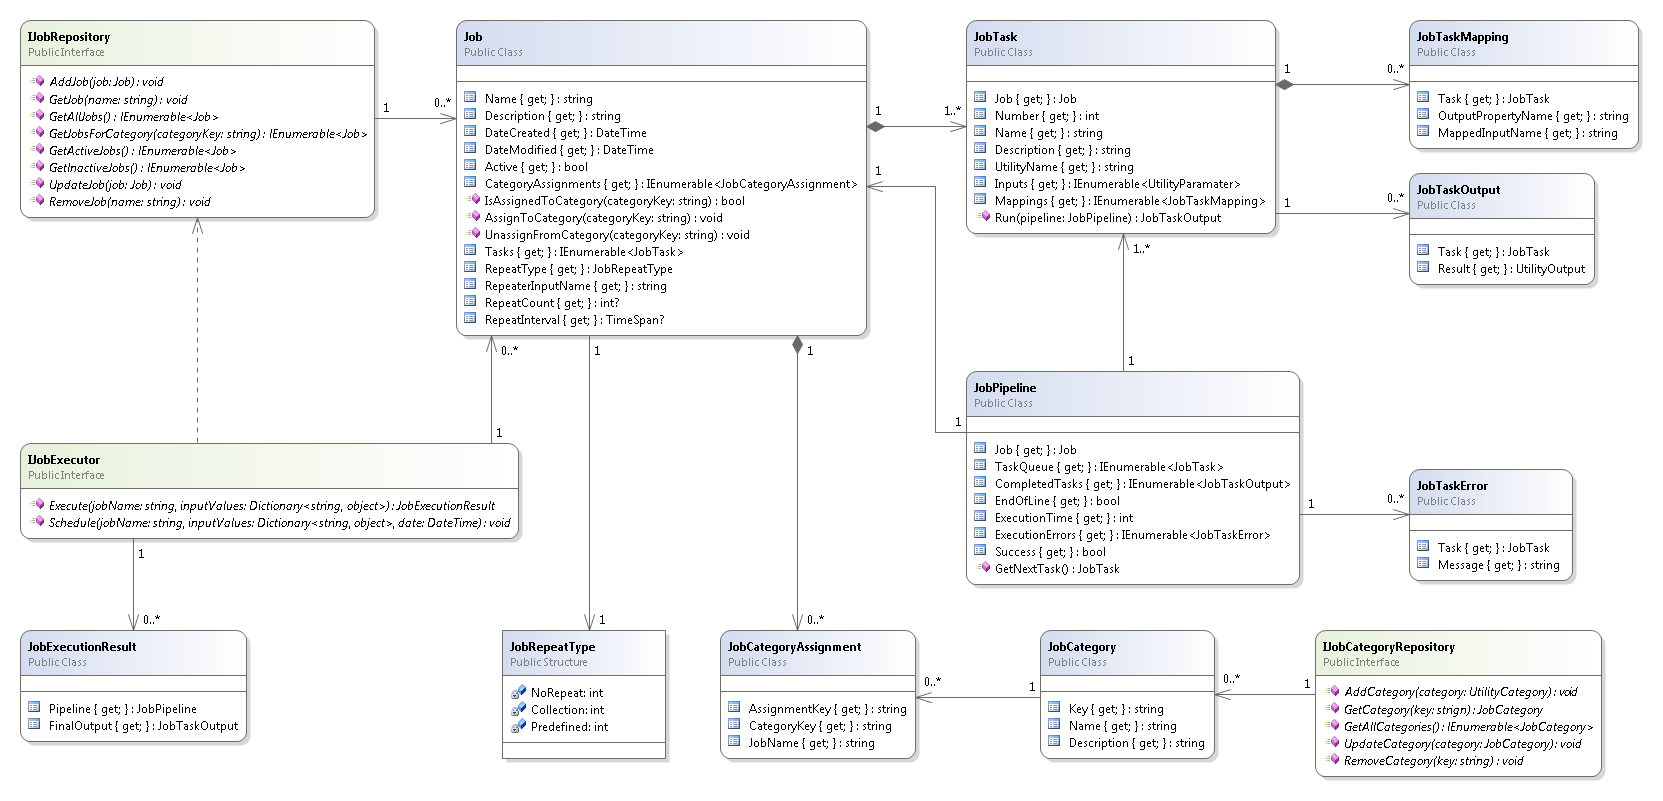 IJobRepository
Public Interface
AddJob(job: Job) : void
GetJob(name: string) : void
GetAllJobs() : IEnumerable<Job>
GetJobsForCategory(categoryKey: string) : IEnumerable<Job>
GetActiveJobs() : IEnumerable<Job>
GetInactiveJobs() : IEnumerable<Job>
UpdateJob(job: Job) : void
RemoveJob(name: string) : void
1
0..*
Job
Public Class
Name { get; } : string
Description { get; } : string
DateCreated { get; } : DateTime
DateModified { get; } : DateTime
Active { get; } : bool
CategoryAssignments { get; } : IEnumerable<JobCategoryAssignment>
IsAssignedToCategory(categoryKey: string) : bool
AssignToCategory(categoryKey: string) : void
UnassignFromCategory(categoryKey: string) : void
Tasks { get; } : IEnumerable<JobTask>
RepeatType { get; } : JobRepeatType
RepeaterInputName { get; } : string
RepeatCount { get; } : int?
RepeatInterval { get; } : TimeSpan?
1
1..*
1
JobTask
Public Class
Job { get; } : Job
Number { get; } : int
Name { get; } : string
Description { get; } : string
UtilityName { get; } : string
Inputs { get; } : IEnumerable<UtilityParamater>
Mappings { get; } : IEnumerable<JobTaskMapping>
Run(pipeline: JobPipeline) : JobTaskOutput
1
0..*
JobTaskMapping
Public Class
Task { get; } : JobTask
OutputPropertyName { get; } : string
MappedInputName { get; } : string
1
0..*
JobTaskOutput
Public Class
Task { get; } : JobTask
Result { get; } : UtilityOutput
1..*
1
0..*
1
1
1
1
JobPipeline
Public Class
Job { get; } : Job
TaskQueue { get; } : IEnumerable<JobTask>
CompletedTasks { get; } : IEnumerable<JobTaskOutput>
EndOfLine { get; } : bool
ExecutionTime { get; } : int
ExecutionErrors { get; } : IEnumerable<JobTaskError>
Success { get; } : bool
GetNextTask() : JobTask
1
0..*
JobTaskError
Public Class
Task { get; } : JobTask
Message { get; } : string
IJobExecutor
Public Interface
Execute(jobName: string, inputValues: Dictionary<string, object>) : JobExecutionResult
Schedule(jobName: string, inputValues: Dictionary<string, object>, date: DateTime) : void
1
0..*
JobExecutionResult
Public Class
Pipeline { get; } : JobPipeline
FinalOutput { get; } : JobTaskOutput
1
JobRepeatType
Public Structure
NoRepeat: int
Collection: int
Predefined: int
0..*
JobCategoryAssignment
Public Class
AssignmentKey { get; } : string
CategoryKey { get; } : string
JobName { get; } : string
0..*
1
JobCategory
Public Class
Key { get; } : string
Name { get; } : string
Description { get; } : string
0..*
1
IJobCategoryRepository
Public Interface
AddCategory(category: UtilityCategory) : void
GetCategory(key: strign) : JobCategory
GetAllCategories() : IEnumerable<JobCategory>
UpdateCategory(category: JobCategory) : void
RemoveCategory(key: string) : void